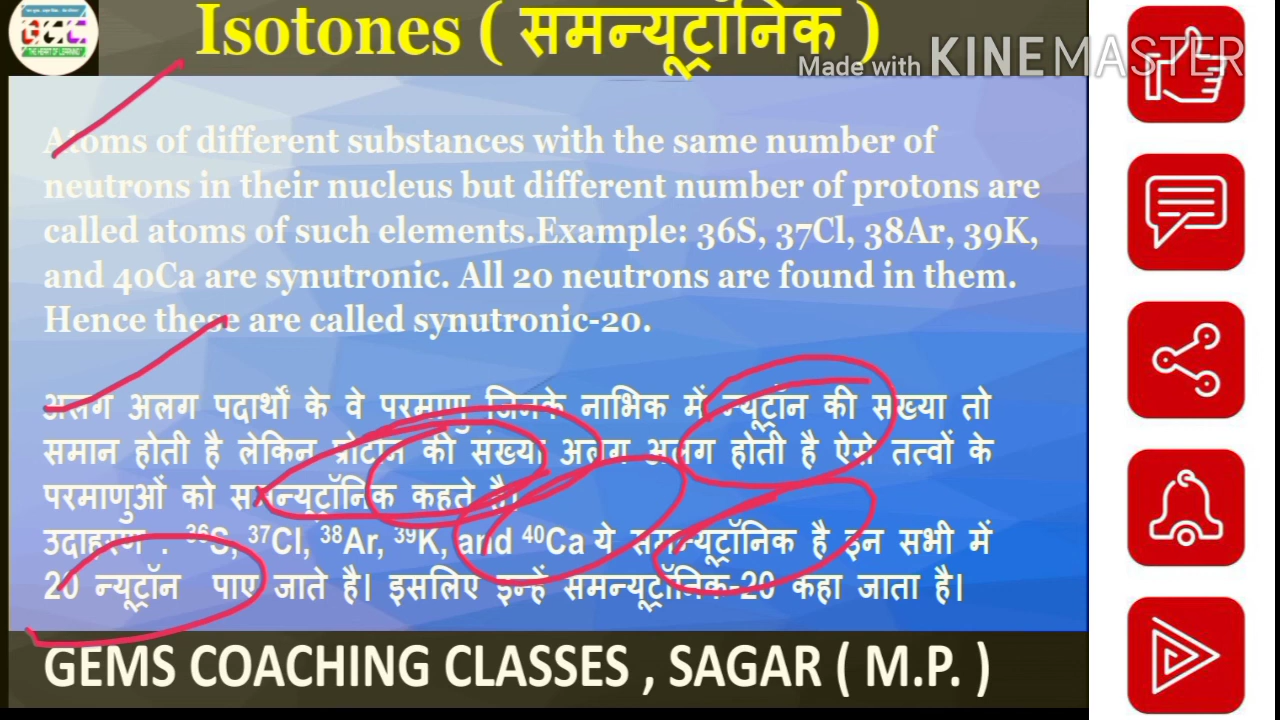 Isotones ( समन्यूट्रॉनिक )
Made with KINEMASTER
Atoms of different substances with the same number of
neutrons in their nucleus but different number of protons are
called atoms of such elements.Example: 36S, 37Cl, 38Ar, 39K,
and 40Ca are synutronic. All 20 neutrons are found in them.
Hence these are called synutronic-20.
अलग अलग पदार्थों के वे परमाणु जिनके नाभिक में न्यूट्रॉन की संख्या तो
समान होती है लेकिन प्रोटॉन की संख्या अलग अलग होती है ऐसे तत्वों के
परमाणुओं को समन्यूट्रॉनिक कहते है।
उदाहरण : ³⁶S, ³⁷Cl, ³⁸Ar, ³⁹K, and ⁴⁰Ca ये समन्यूट्रॉनिक है इन सभी में
20 न्यूट्रॉन पाए जाते है। इसलिए इन्हें समन्यूट्रॉनिक-20 कहा जाता है।
GEMS COACHING CLASSES , SAGAR ( M.P. )